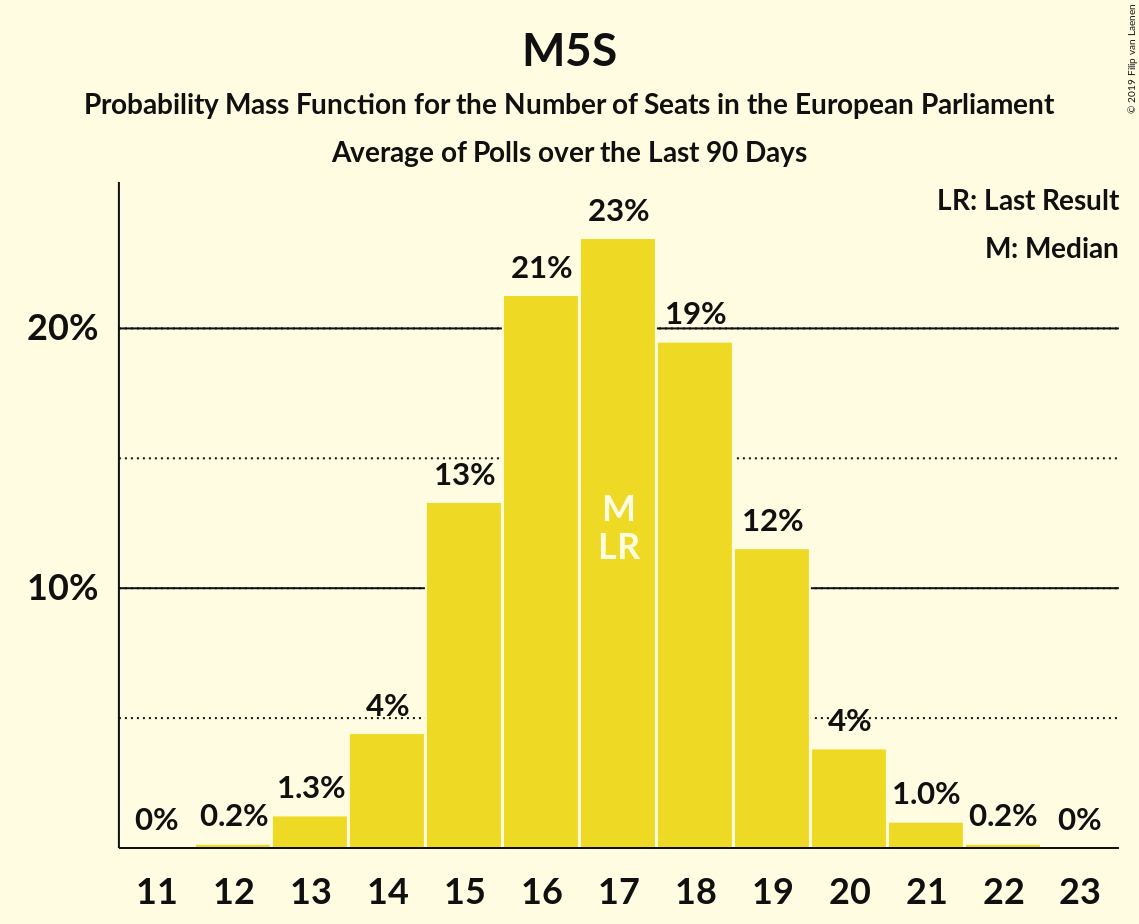 M5S
Probability Mass Function for the Number of Seats in the European Parliament
Average of Polls over the Last 90 Days
© 2019 Filip van Laenen
LR: Last Result
M: Median
20%
10%
0%
0.2%
1.3%
4%
13%
21%
23%
19%
12%
4%
1.0%
0.2%
0%
M
LR
11 12 13 14 15 16 17 18 19 20 21 22 23